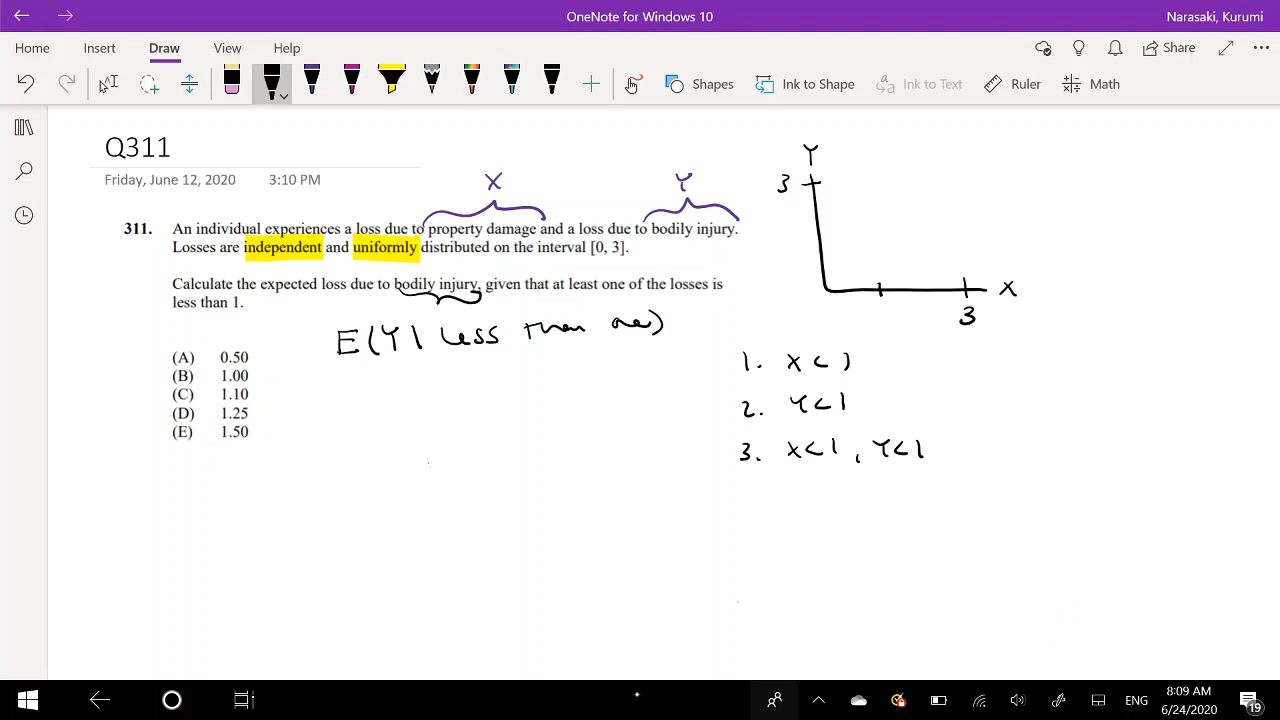 OneNote for Windows 10
Narasaki, Kurumi
Home Insert Draw View Help
Share
Shapes Ink to Shape Ink to Text Ruler Math
Q311
Friday, June 12, 2020 3:10 PM
X Y
311. An individual experiences a loss due to property damage and a loss due to bodily injury.
Losses are independent and uniformly distributed on the interval [0, 3].
Calculate the expected loss due to bodily injury, given that at least one of the losses is
less than 1.
E(Y| less than one)
(A) 0.50
(B) 1.00
(C) 1.10
(D) 1.25
(E) 1.50
Y
3
X
3
1. X < 1
2. Y < 1
3. X < 1, Y < 1
ENG
8:09 AM
6/24/2020
19